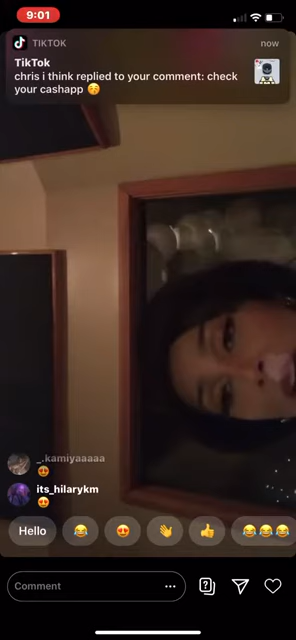 9:01
TIKTOK
now
TikTok
chris i think replied to your comment: check
your cashapp 😚
_.kamiyaaaaa
😍
its_hilarykm
😍
Hello 😂 😍 👋 👍 😂😂😂
Comment